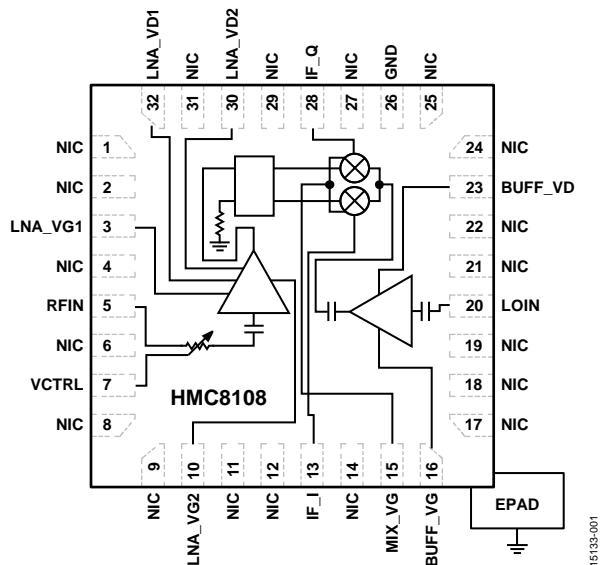 LNA_VD1
NIC
LNA_VD2
NIC
IF_Q
NIC
GND
NIC
32
31
30
29
28
27
26
25
NIC 1
NIC 2
LNA_VG1 3
NIC 4
RFIN 5
NIC 6
VCTRL 7
NIC 8
24 NIC
23 BUFF_VD
22 NIC
21 NIC
20 LOIN
19 NIC
18 NIC
17 NIC
HMC8108
9
10
11
12
13
14
15
16
NIC
LNA_VG2
NIC
NIC
IF_I
NIC
MIX_VG
BUFF_VG
EPAD
15133-001